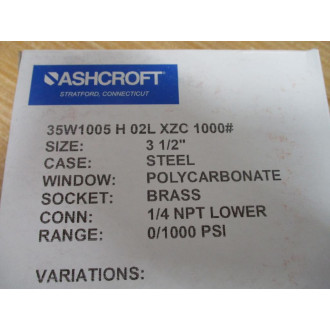 ASHCROFT
STRATFORD, CONNECTICUT
35W1005 H 02L XZC 1000#
SIZE: 3 1/2"
CASE: STEEL
WINDOW: POLYCARBONATE
SOCKET: BRASS
CONN: 1/4 NPT LOWER
RANGE: 0/1000 PSI
VARIATIONS: